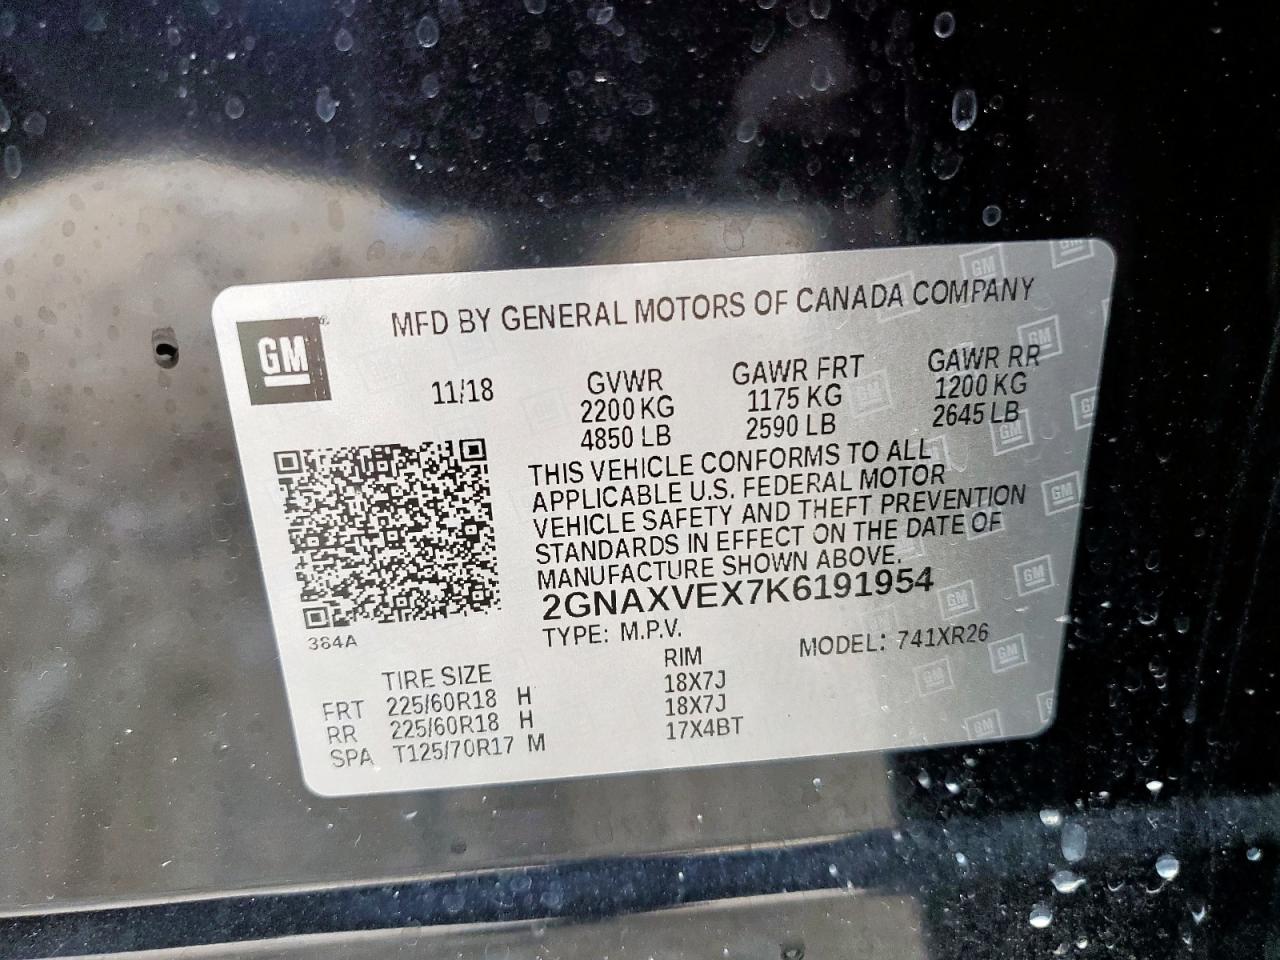 GM
MFD BY GENERAL MOTORS OF CANADA COMPANY
11/18 GVWR GAWR FRT GAWR RR
2200 KG 1175 KG 1200 KG
4850 LB 2590 LB 2645 LB
THIS VEHICLE CONFORMS TO ALL
APPLICABLE U.S. FEDERAL MOTOR
VEHICLE SAFETY AND THEFT PREVENTION
STANDARDS IN EFFECT ON THE DATE OF
MANUFACTURE SHOWN ABOVE.
2GNAXVEX7K6191954
TYPE: M.P.V. MODEL: 741XR26
384A
TIRE SIZE RIM
FRT 225/60R18 H 18X7J
RR 225/60R18 H 18X7J
SPA T125/70R17 M 17X4BT